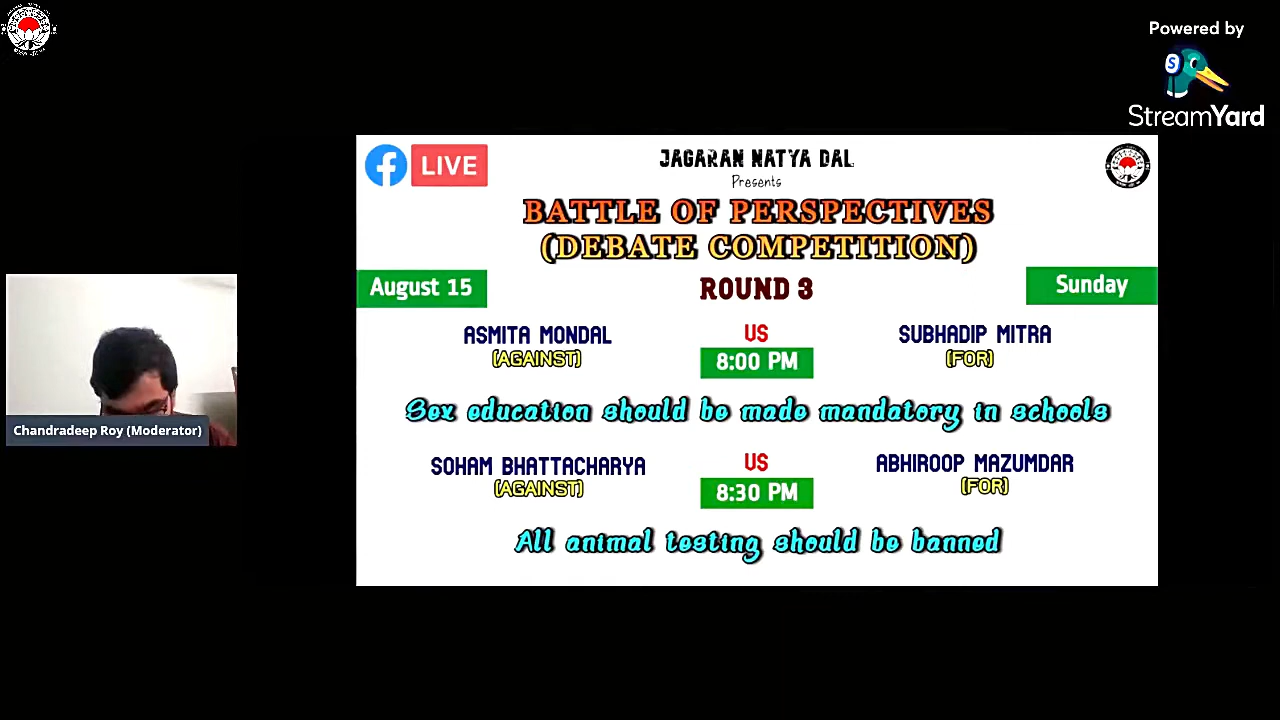 Powered by
StreamYard
LIVE
JAGARAN NATYA DAL
Presents
BATTLE OF PERSPECTIVES
(DEBATE COMPETITION)
August 15
ROUND 3
Sunday
ASMITA MONDAL
VS
SUBHADIP MITRA
(AGAINST)
8:00 PM
(FOR)
Sex education should be made mandatory in schools
SOHAM BHATTACHARYA
VS
ABHIROOP MAZUMDAR
(AGAINST)
8:30 PM
(FOR)
All animal testing should be banned
Chandradeep Roy (Moderator)